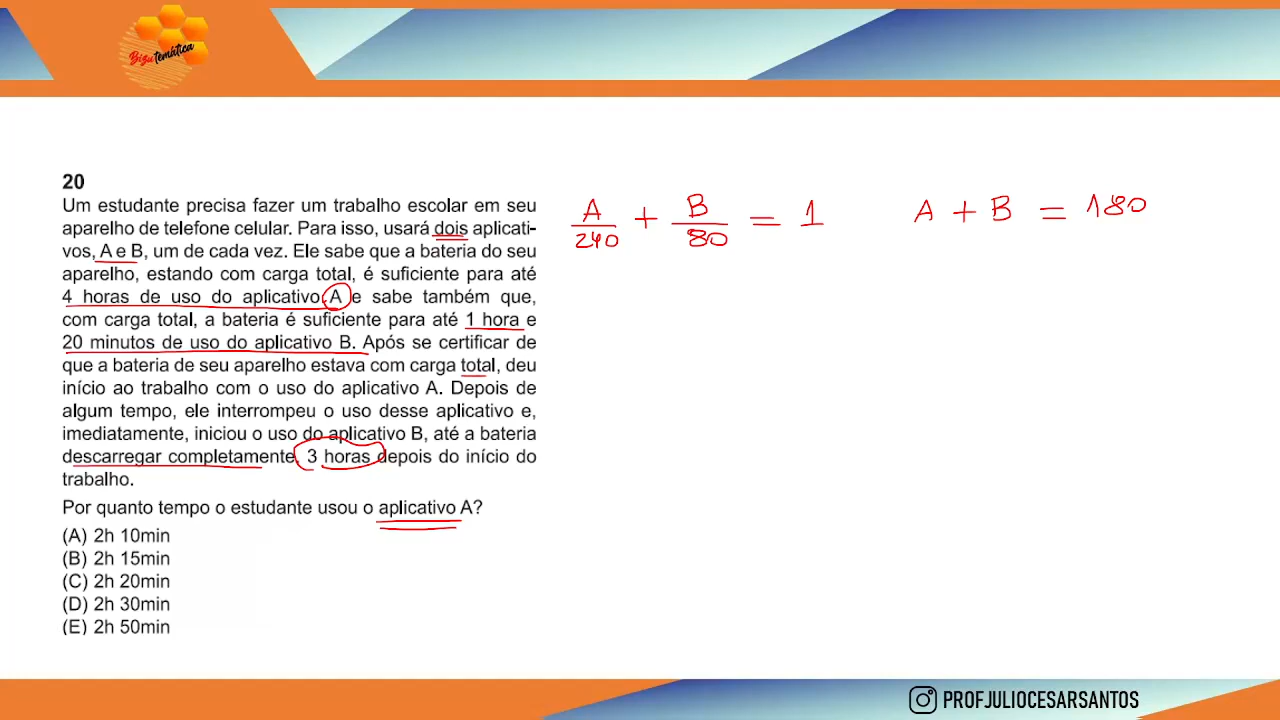 Bizutemática
20
Um estudante precisa fazer um trabalho escolar em seu
aparelho de telefone celular. Para isso, usará dois aplicati-
vos, A e B, um de cada vez. Ele sabe que a bateria do seu
aparelho, estando com carga total, é suficiente para até
4 horas de uso do aplicativo A e sabe também que,
com carga total, a bateria é suficiente para até 1 hora e
20 minutos de uso do aplicativo B. Após se certificar de
que a bateria de seu aparelho estava com carga total, deu
início ao trabalho com o uso do aplicativo A. Depois de
algum tempo, ele interrompeu o uso desse aplicativo e,
imediatamente, iniciou o uso do aplicativo B, até a bateria
descarregar completamente, 3 horas depois do início do
trabalho.
Por quanto tempo o estudante usou o aplicativo A?
(A) 2h 10min
(B) 2h 15min
(C) 2h 20min
(D) 2h 30min
(E) 2h 50min
A/240 + B/80 = 1
A + B = 180
PROFJULIOCESARSANTOS